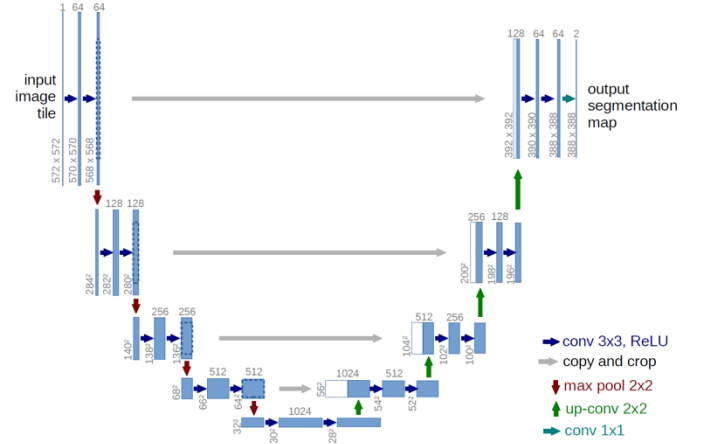 1 64 64
128
64 64 2
input
image
tile
output
segmentation
map
572 x 572
570 x 570
568 x 568
392 x 392
390 x 390
388 x 388
388 x 388
128 128
256 128
284²
282²
280²
200²
198²
196²
256 256
512 256
140²
138²
136²
104²
102²
100²
512 512
1024 512
68²
66²
64²
56²
54²
52²
1024
32²
30²
28²
conv 3x3, ReLU
copy and crop
max pool 2x2
up-conv 2x2
conv 1x1